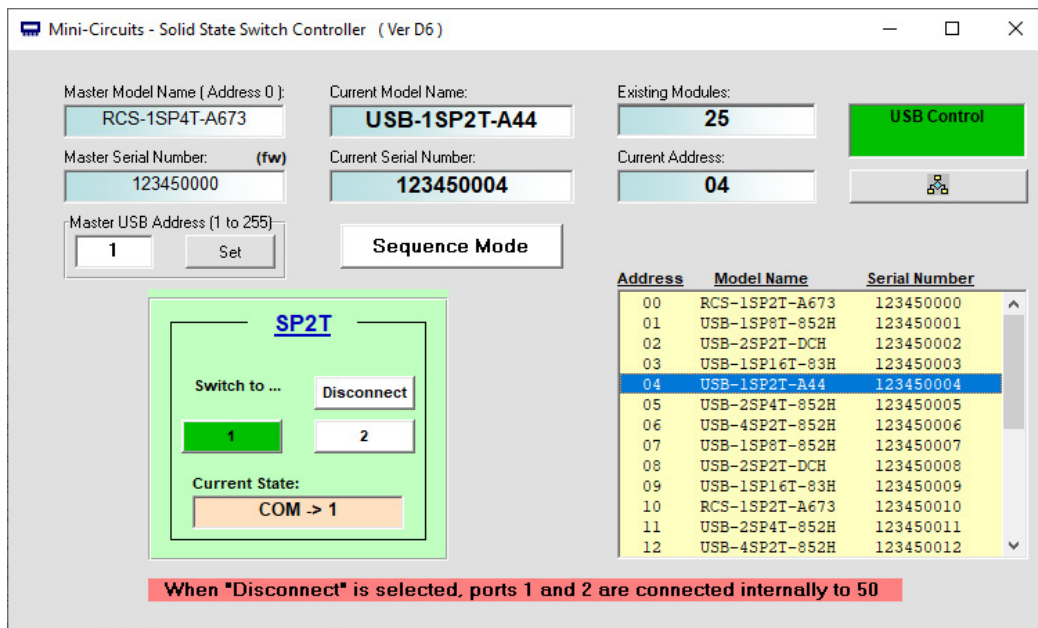 Mini-Circuits - Solid State Switch Controller ( Ver D6 )
Master Model Name ( Address 0 ):
RCS-1SP4T-A673
Current Model Name:
USB-1SP2T-A44
Existing Modules:
25
USB Control
Master Serial Number: (fw)
123450000
Current Serial Number:
123450004
Current Address:
04
Master USB Address (1 to 255)
1 Set
Sequence Mode
SP2T
Switch to ...
Disconnect
1 2
Current State:
COM -> 1
Address Model Name Serial Number
00 RCS-1SP2T-A673 123450000
01 USB-1SP8T-852H 123450001
02 USB-2SP2T-DCH 123450002
03 USB-1SP16T-83H 123450003
04 USB-1SP2T-A44 123450004
05 USB-2SP4T-852H 123450005
06 USB-4SP2T-852H 123450006
07 USB-1SP8T-852H 123450007
08 USB-2SP2T-DCH 123450008
09 USB-1SP16T-83H 123450009
10 RCS-1SP2T-A673 123450010
11 USB-2SP4T-852H 123450011
12 USB-4SP2T-852H 123450012
When "Disconnect" is selected, ports 1 and 2 are connected internally to 50